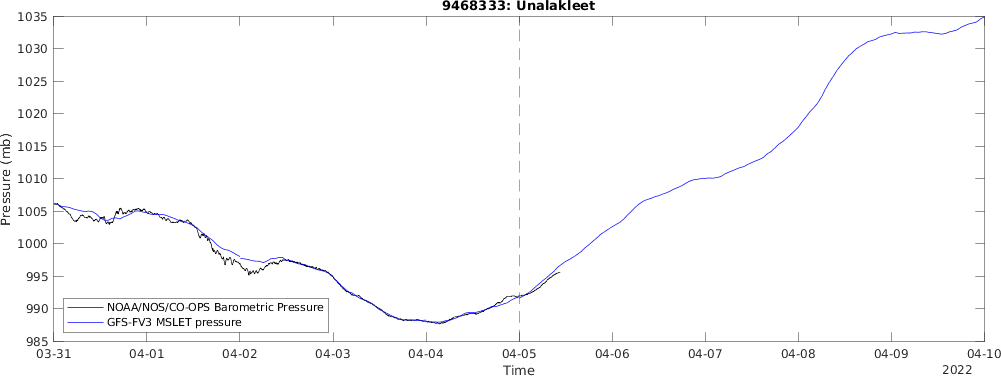 9468333: Unalakleet
1035
1030
1025
1020
1015
1010
1005
1000
995
990
985
Pressure (mb)
NOAA/NOS/CO-OPS Barometric Pressure
GFS-FV3 MSLET pressure
03-31 04-01 04-02 04-03 04-04 04-05 04-06 04-07 04-08 04-09 04-10
Time
2022